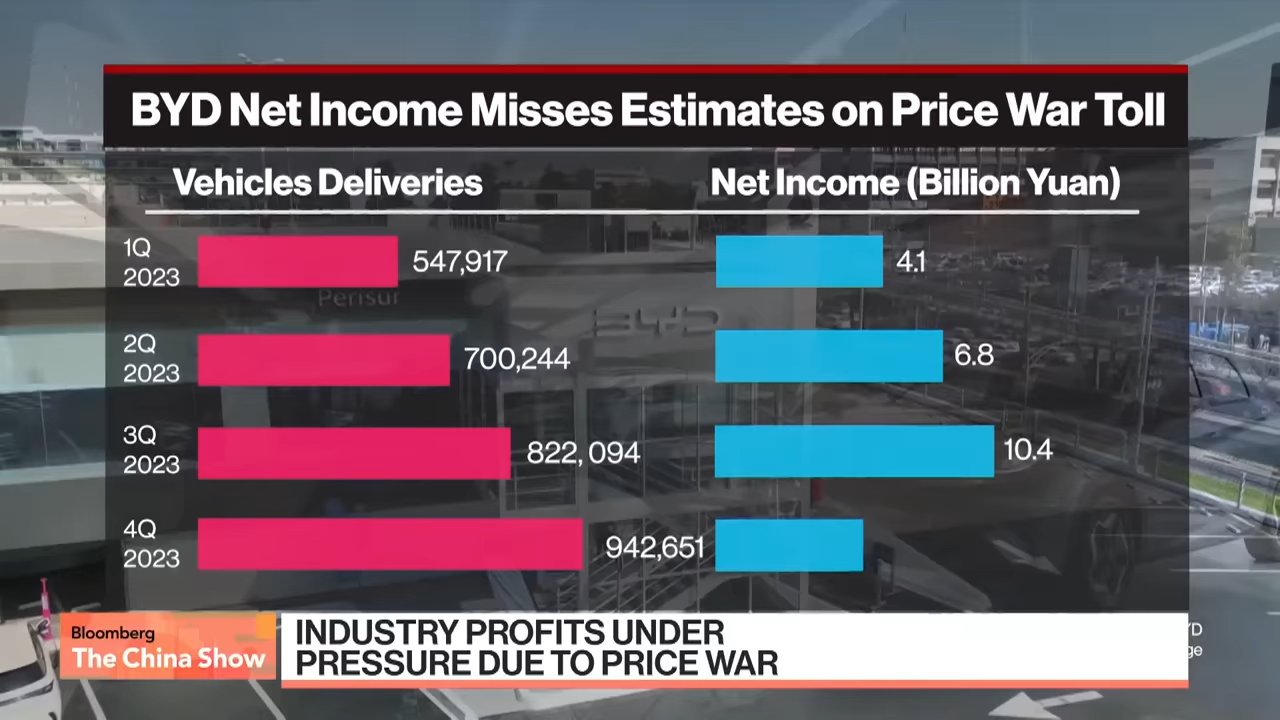 BYD Net Income Misses Estimates on Price War Toll
Vehicles Deliveries
Net Income (Billion Yuan)
1Q
2023
547,917
4.1
Perisur
BYD
2Q
2023
700,244
6.8
3Q
2023
822, 094
10.4
4Q
2023
942,651
Bloomberg
The China Show
INDUSTRY PROFITS UNDER
PRESSURE DUE TO PRICE WAR